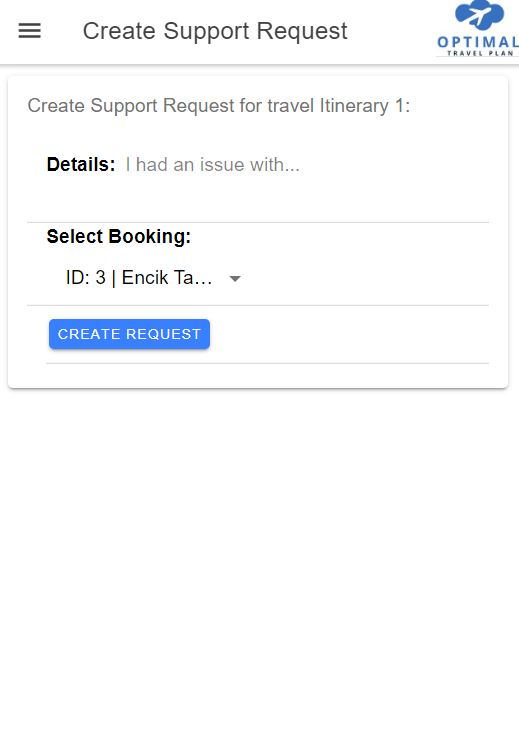 Create Support Request
OPTIMAL
TRAVEL PLAN
Create Support Request for travel Itinerary 1:
Details: I had an issue with...
Select Booking:
ID: 3 | Encik Ta...
CREATE REQUEST